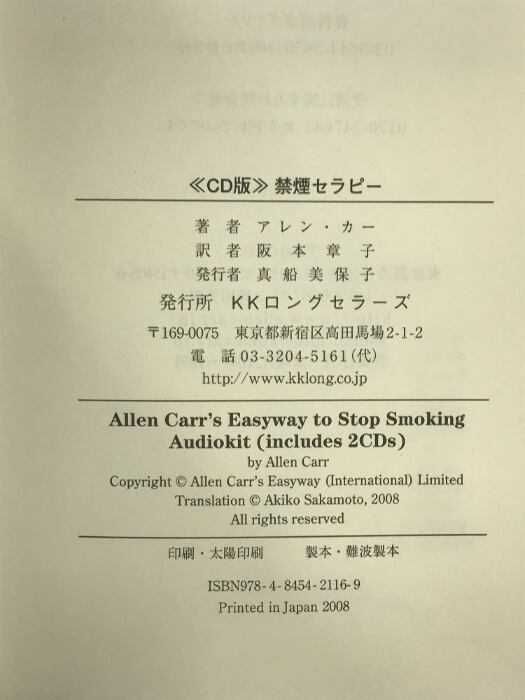 ≪CD版≫ 禁煙セラピー
著者 アレン・カー
訳者 阪本章子
発行者 真船美保子
発行所 KKロングセラーズ
〒169-0075 東京都新宿区高田馬場2-1-2
電話 03-3204-5161(代)
http://www.kklong.co.jp
Allen Carr's Easyway to Stop Smoking
Audiokit (includes 2CDs)
by Allen Carr
Copyright © Allen Carr's Easyway (International) Limited
Translation © Akiko Sakamoto, 2008
All rights reserved
印刷・太陽印刷 製本・難波製本
ISBN978-4-8454-2116-9
Printed in Japan 2008